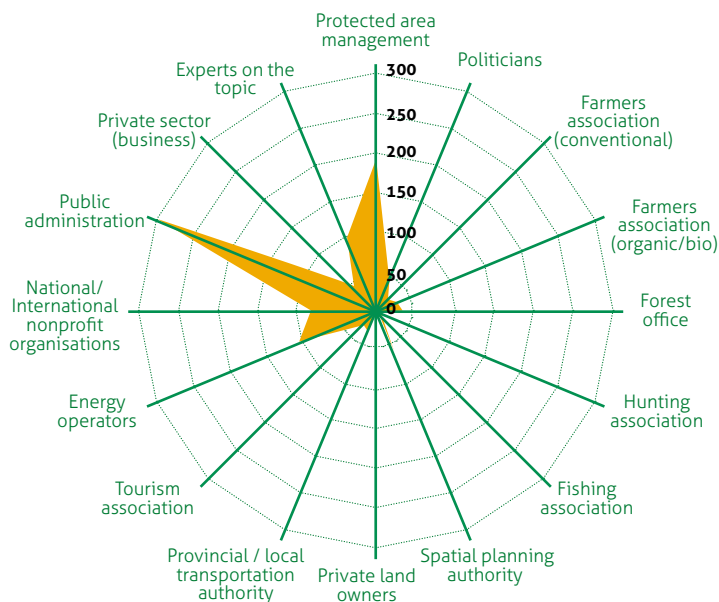 Protected area
management
Politicians
Farmers
association
(conventional)
Farmers
association
(organic/bio)
Forest
office
Hunting
association
Fishing
association
Spatial planning
authority
Private land
owners
Provincial / local
transportation
authority
Tourism
association
Energy
operators
National/
International
nonprofit
organisations
Public
administration
Private sector
(business)
Experts on the
topic
300
250
200
150
100
50
0